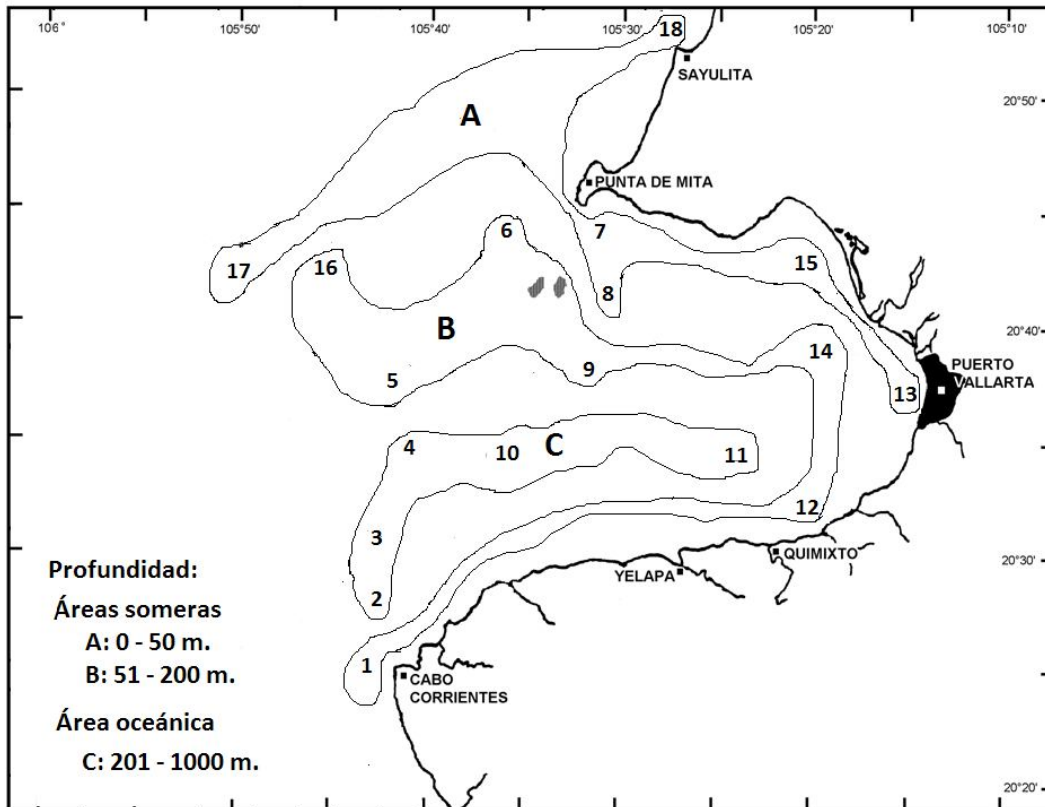 106° 105°50' 105°40' 105°30' 105°20' 105°10'
18
SAYULITA
A
20°50'
PUNTA DE MITA
6
7
15
17
16
8
B
20°40'
14
PUERTO
VALLARTA
9
5
13
4
10
C
11
12
3
QUIMIXTO
20°30'
YELAPA
Profundidad:
2
Áreas someras
A: 0 - 50 m.
1
B: 51 - 200 m.
CABO
CORRIENTES
Área oceánica
C: 201 - 1000 m.
20°20'